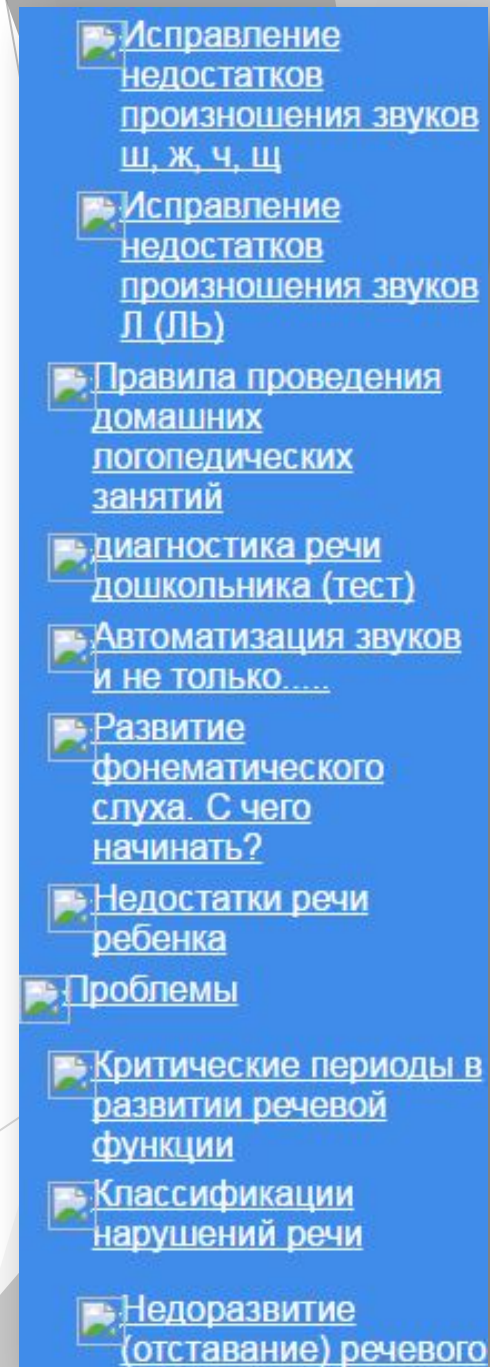 Исправление
недостатков
произношения звуков
ш, ж, ч, щ
Исправление
недостатков
произношения звуков
Л (ЛЬ)
Правила проведения
домашних
логопедических
занятий
диагностика речи
дошкольника (тест)
Автоматизация звуков
и не только.....
Развитие
фонематического
слуха. С чего
начинать?
Недостатки речи
ребенка
Проблемы
Критические периоды в
развитии речевой
функции
Классификации
нарушений речи
Недоразвитие
(отставание) речевого